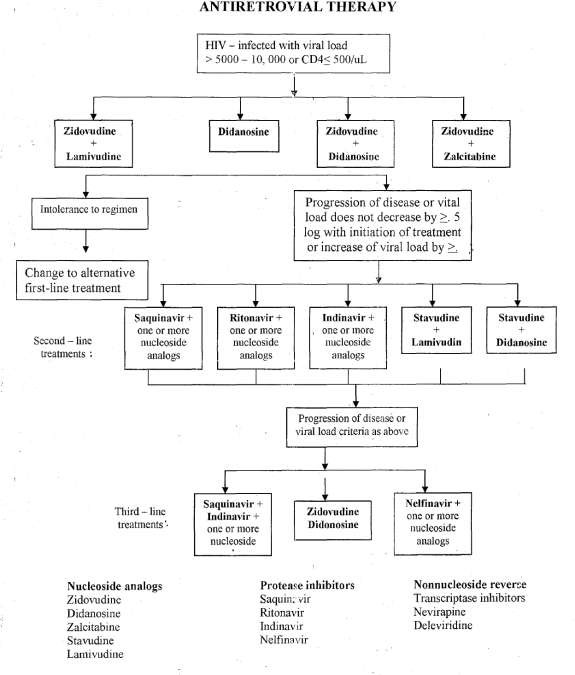 ANTIRETROVIAL THERAPY
HIV – infected with viral load
> 5000 – 10, 000 or CD4≤ 500/uL
Zidovudine
+
Lamivudine
Didanosine
Zidovudine
+
Didanosine
Zidovudine
+
Zalcitabine
Intolerance to regimen
Progression of disease or vital
load does not decrease by ≥. 5
log with initiation of treatment
or increase of viral load by ≥.
Change to alternative
first-line treatment
Second – line
treatments :
Saquinavir +
one or more
nucleoside
analogs
Ritonavir +
one or more
nucleoside
analogs
Indinavir +
one or more
nucleoside
analogs
Stavudine
+
Lamivudin
Stavudine
+
Didanosine
Progression of disease or
viral load criteria as above
Third – line
treatments :
Saquinavir +
Indinavir +
one or more
nucleoside
Zidovudine
Didonosine
Nelfinavir +
one or more
nucleoside
analogs
Nucleoside analogs
Zidovudine
Didanosine
Zalcitabine
Stavudine
Lamivudine
Protease inhibitors
Saquinavir
Ritonavir
Indinavir
Nelfinavir
Nonnucleoside reverse
Transcriptase inhibitors
Nevirapine
Deleviridine